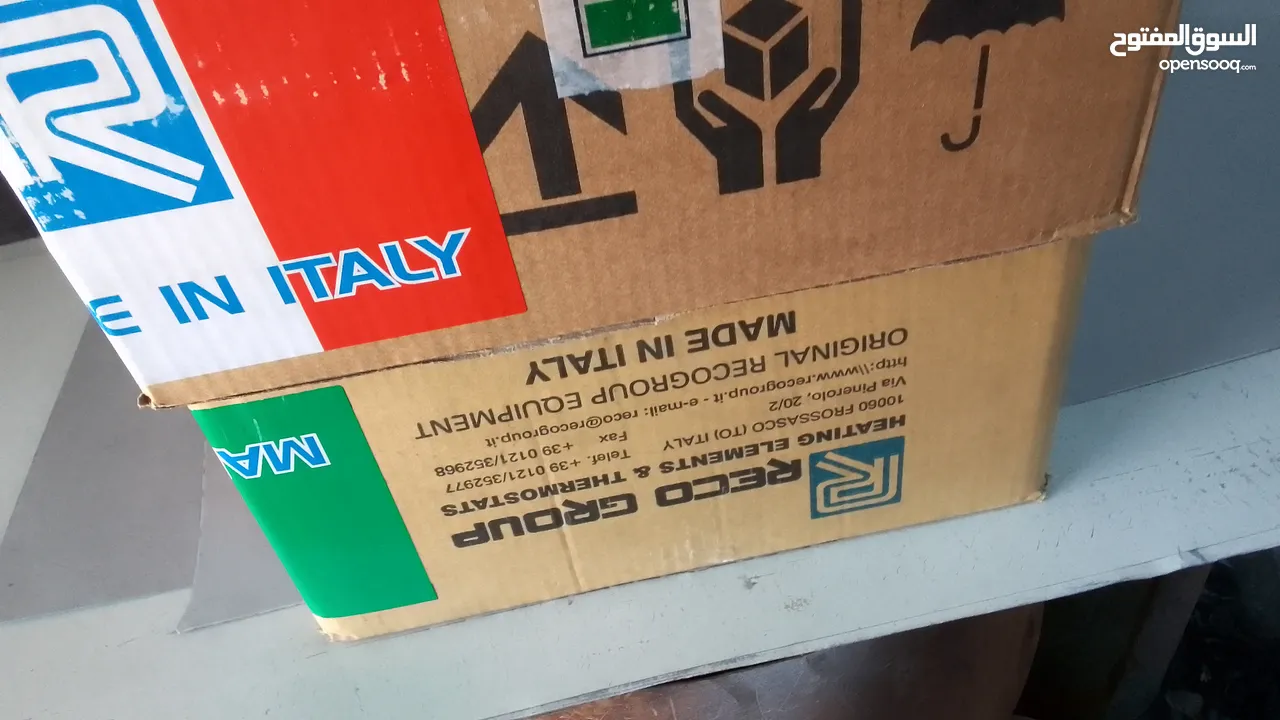 السوق المفتوح
opensooq.com
E IN ITALY
MA
RECO GROUP
HEATING ELEMENTS & THERMOSTATS
10060 FROSSASCO (TO) ITALY
Via Pinerolo, 20/2
Telef. + 39 0121/352977
Fax + 39 0121/352968
http:\\www.recogroup.it - e-mail: reco@recogroup.it
ORIGINAL RECOGROUP EQUIPMENT
MADE IN ITALY